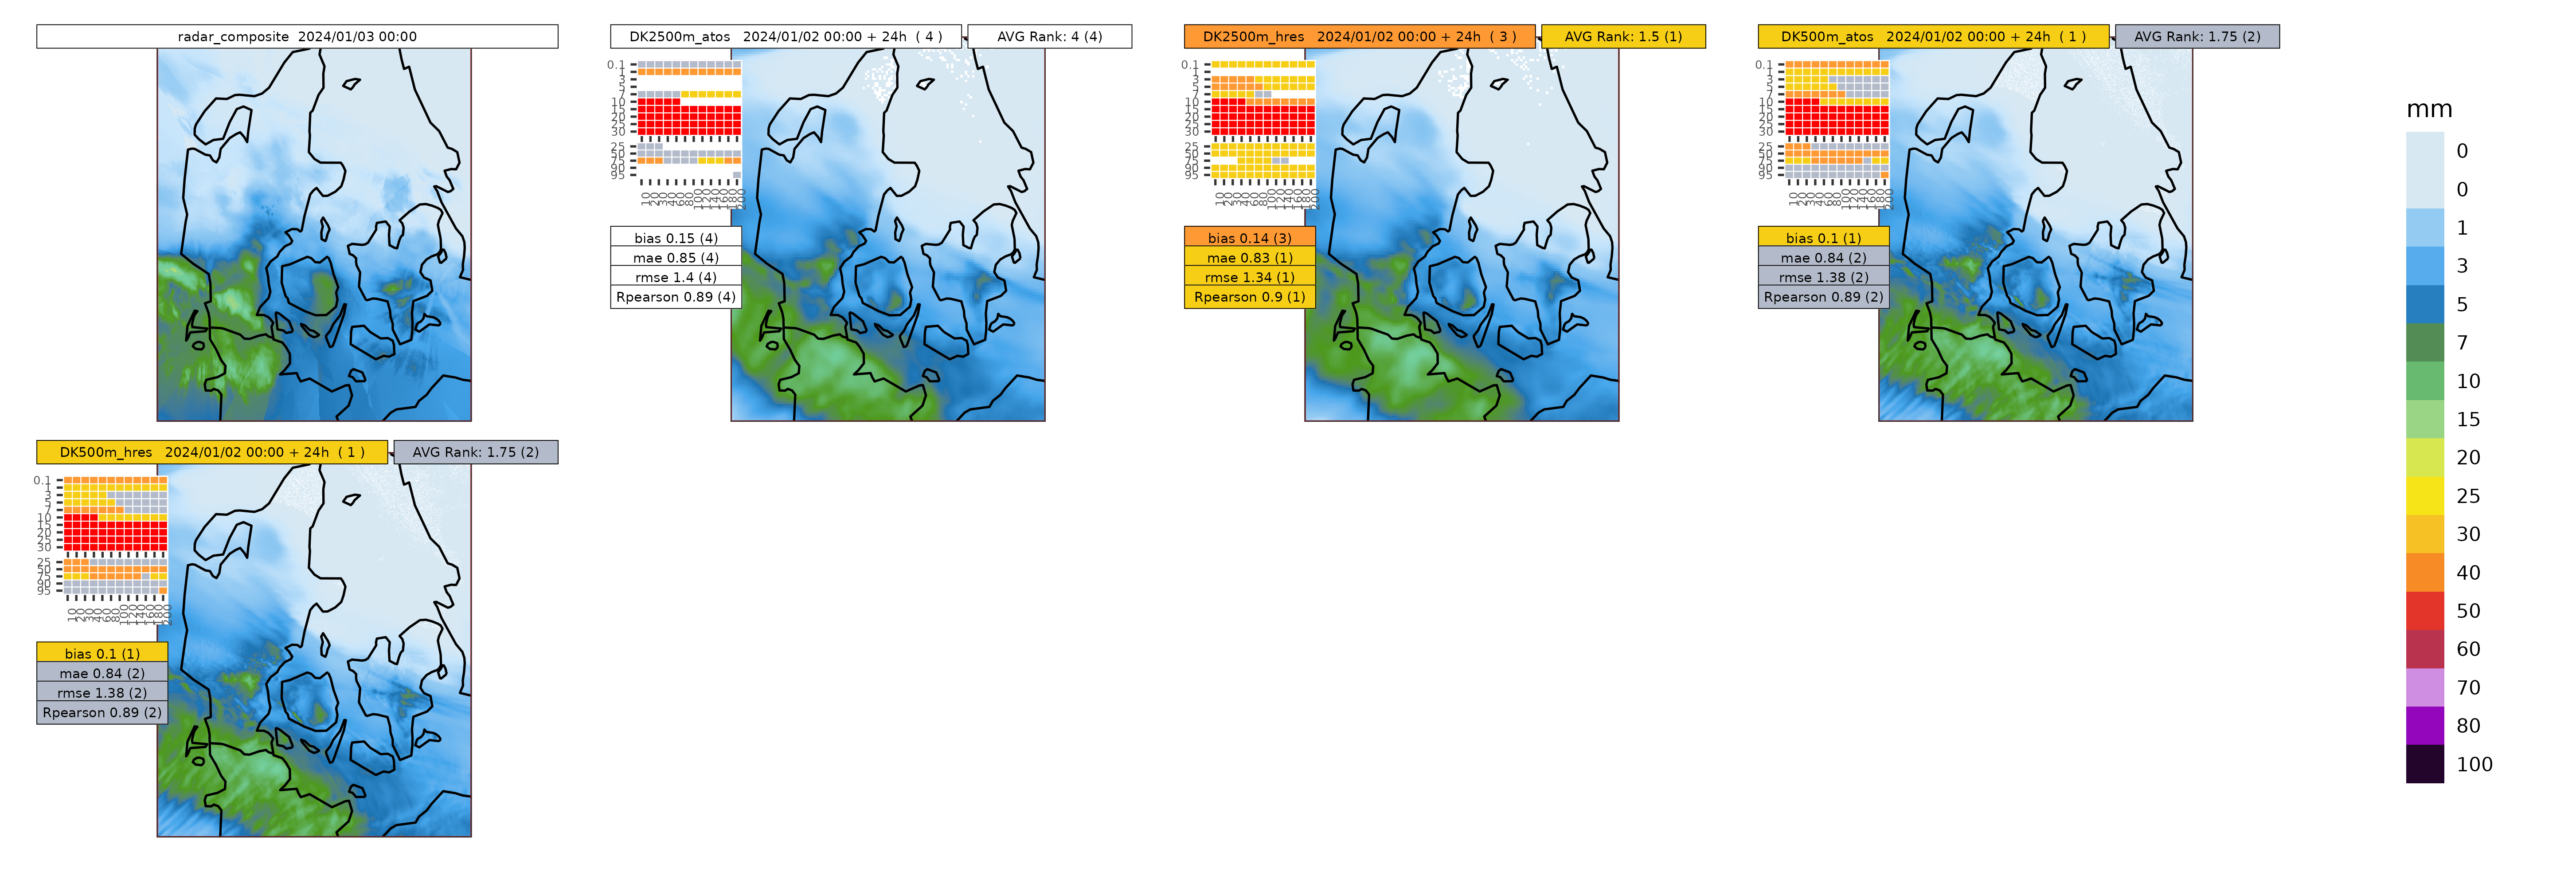 radar_composite 2024/01/03 00:00
DK2500m_atos 2024/01/02 00:00 + 24h ( 4 )
AVG Rank: 4 (4)
0.1
1
3
5
7
10
15
20
25
30
25
50
75
90
95
10 20 30 40 60 80 100 120 140 160 180 200
bias 0.15 (4)
mae 0.85 (4)
rmse 1.4 (4)
Rpearson 0.89 (4)
DK2500m_hres 2024/01/02 00:00 + 24h ( 3 )
AVG Rank: 1.5 (1)
0.1
1
3
5
7
10
15
20
25
30
25
50
75
90
95
10 20 30 40 60 80 100 120 140 160 180 200
bias 0.14 (3)
mae 0.83 (1)
rmse 1.34 (1)
Rpearson 0.9 (1)
DK500m_atos 2024/01/02 00:00 + 24h ( 1 )
AVG Rank: 1.75 (2)
0.1
1
3
5
7
10
15
20
25
30
25
50
75
90
95
10 20 30 40 60 80 100 120 140 160 180 200
bias 0.1 (1)
mae 0.84 (2)
rmse 1.38 (2)
Rpearson 0.89 (2)
DK500m_hres 2024/01/02 00:00 + 24h ( 1 )
AVG Rank: 1.75 (2)
0.1
1
3
5
7
10
15
20
25
30
25
50
75
90
95
10 20 30 40 60 80 100 120 140 160 180 200
bias 0.1 (1)
mae 0.84 (2)
rmse 1.38 (2)
Rpearson 0.89 (2)
mm
0
0
1
3
5
7
10
15
20
25
30
40
50
60
70
80
100